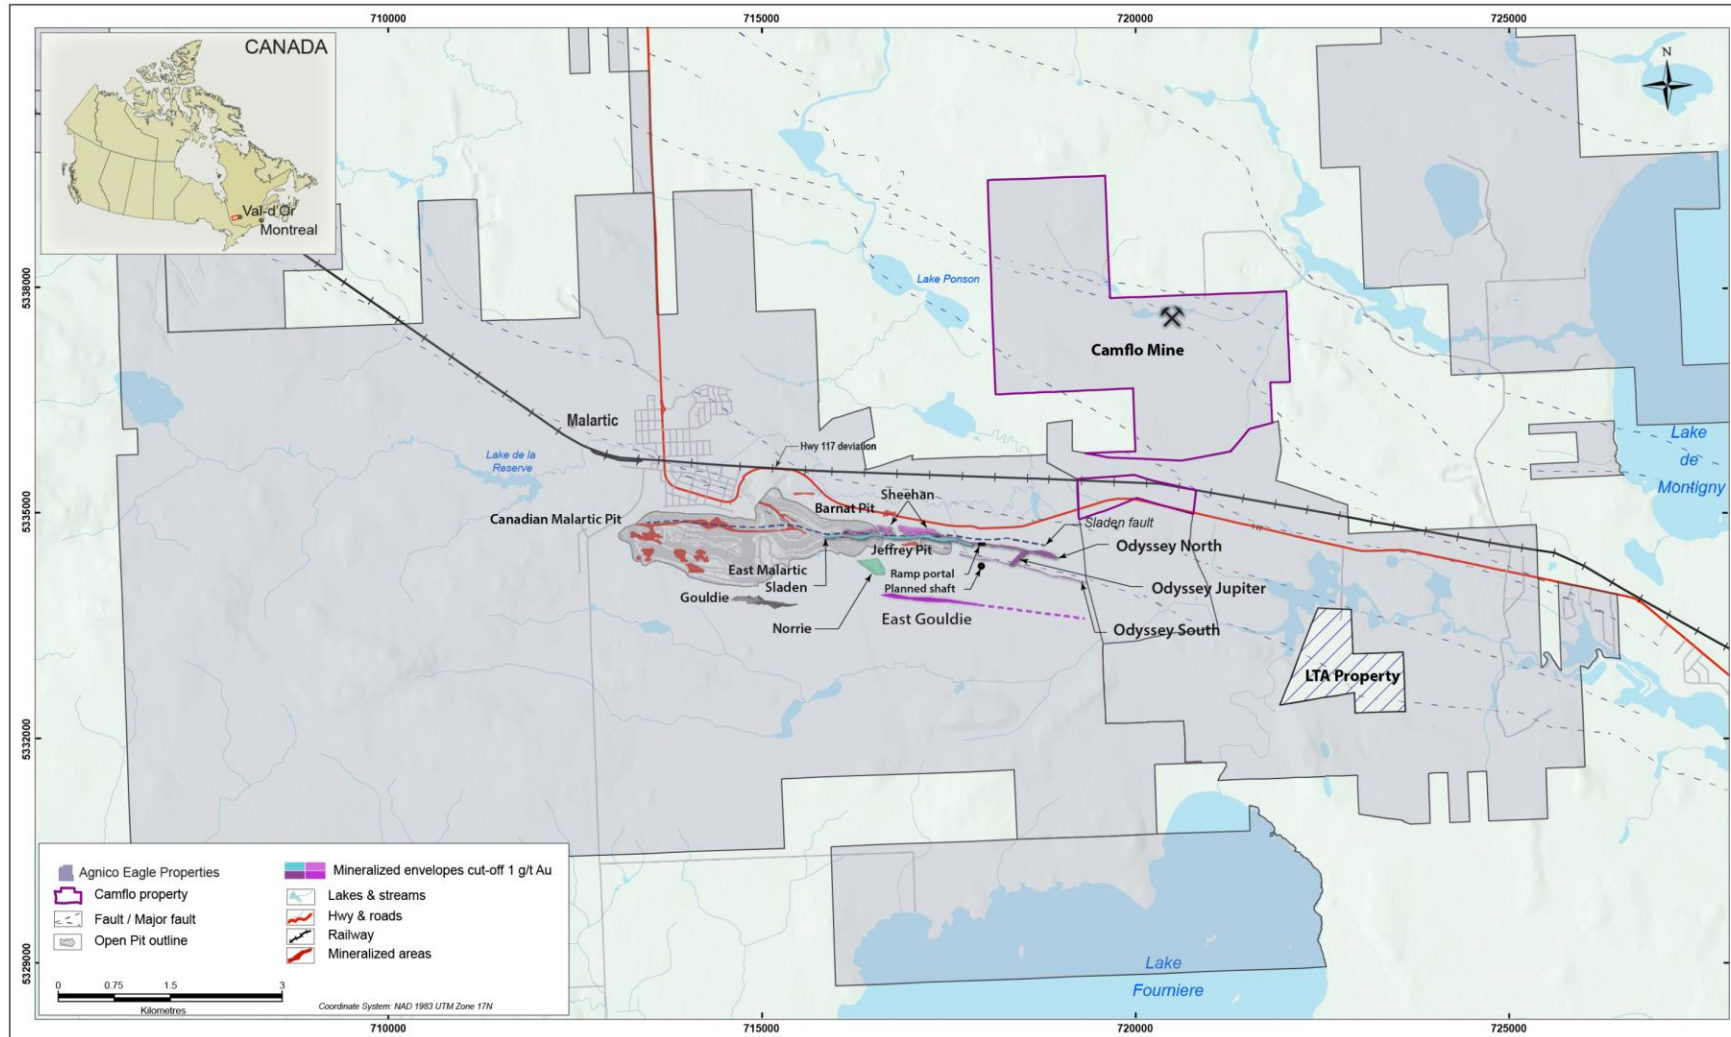 710000
715000
720000
725000
CANADA
Val-d'Or
Montreal
N
5338000
5335000
5332000
5329000
Lake Ponson
Camflo Mine
Malartic
Hwy 117 deviation
Lake de la
Reserve
Lake
de
Montigny
Sheehan
Barnat Pit
Canadian Malartic Pit
Sladen fault
Jeffrey Pit
Odyssey North
East Malartic
Sladen
Ramp portal
Planned shaft
Odyssey Jupiter
Gouldie
Norrie
East Gouldie
Odyssey South
LTA Property
Lake
Fourniere
Agnico Eagle Properties
Camflo property
Fault / Major fault
Open Pit outline
Mineralized envelopes cut-off 1 g/t Au
Lakes & streams
Hwy & roads
Railway
Mineralized areas
0 0.75 1.5 3
Kilometres
Coordinate System: NAD 1983 UTM Zone 17N
710000
715000
720000
725000